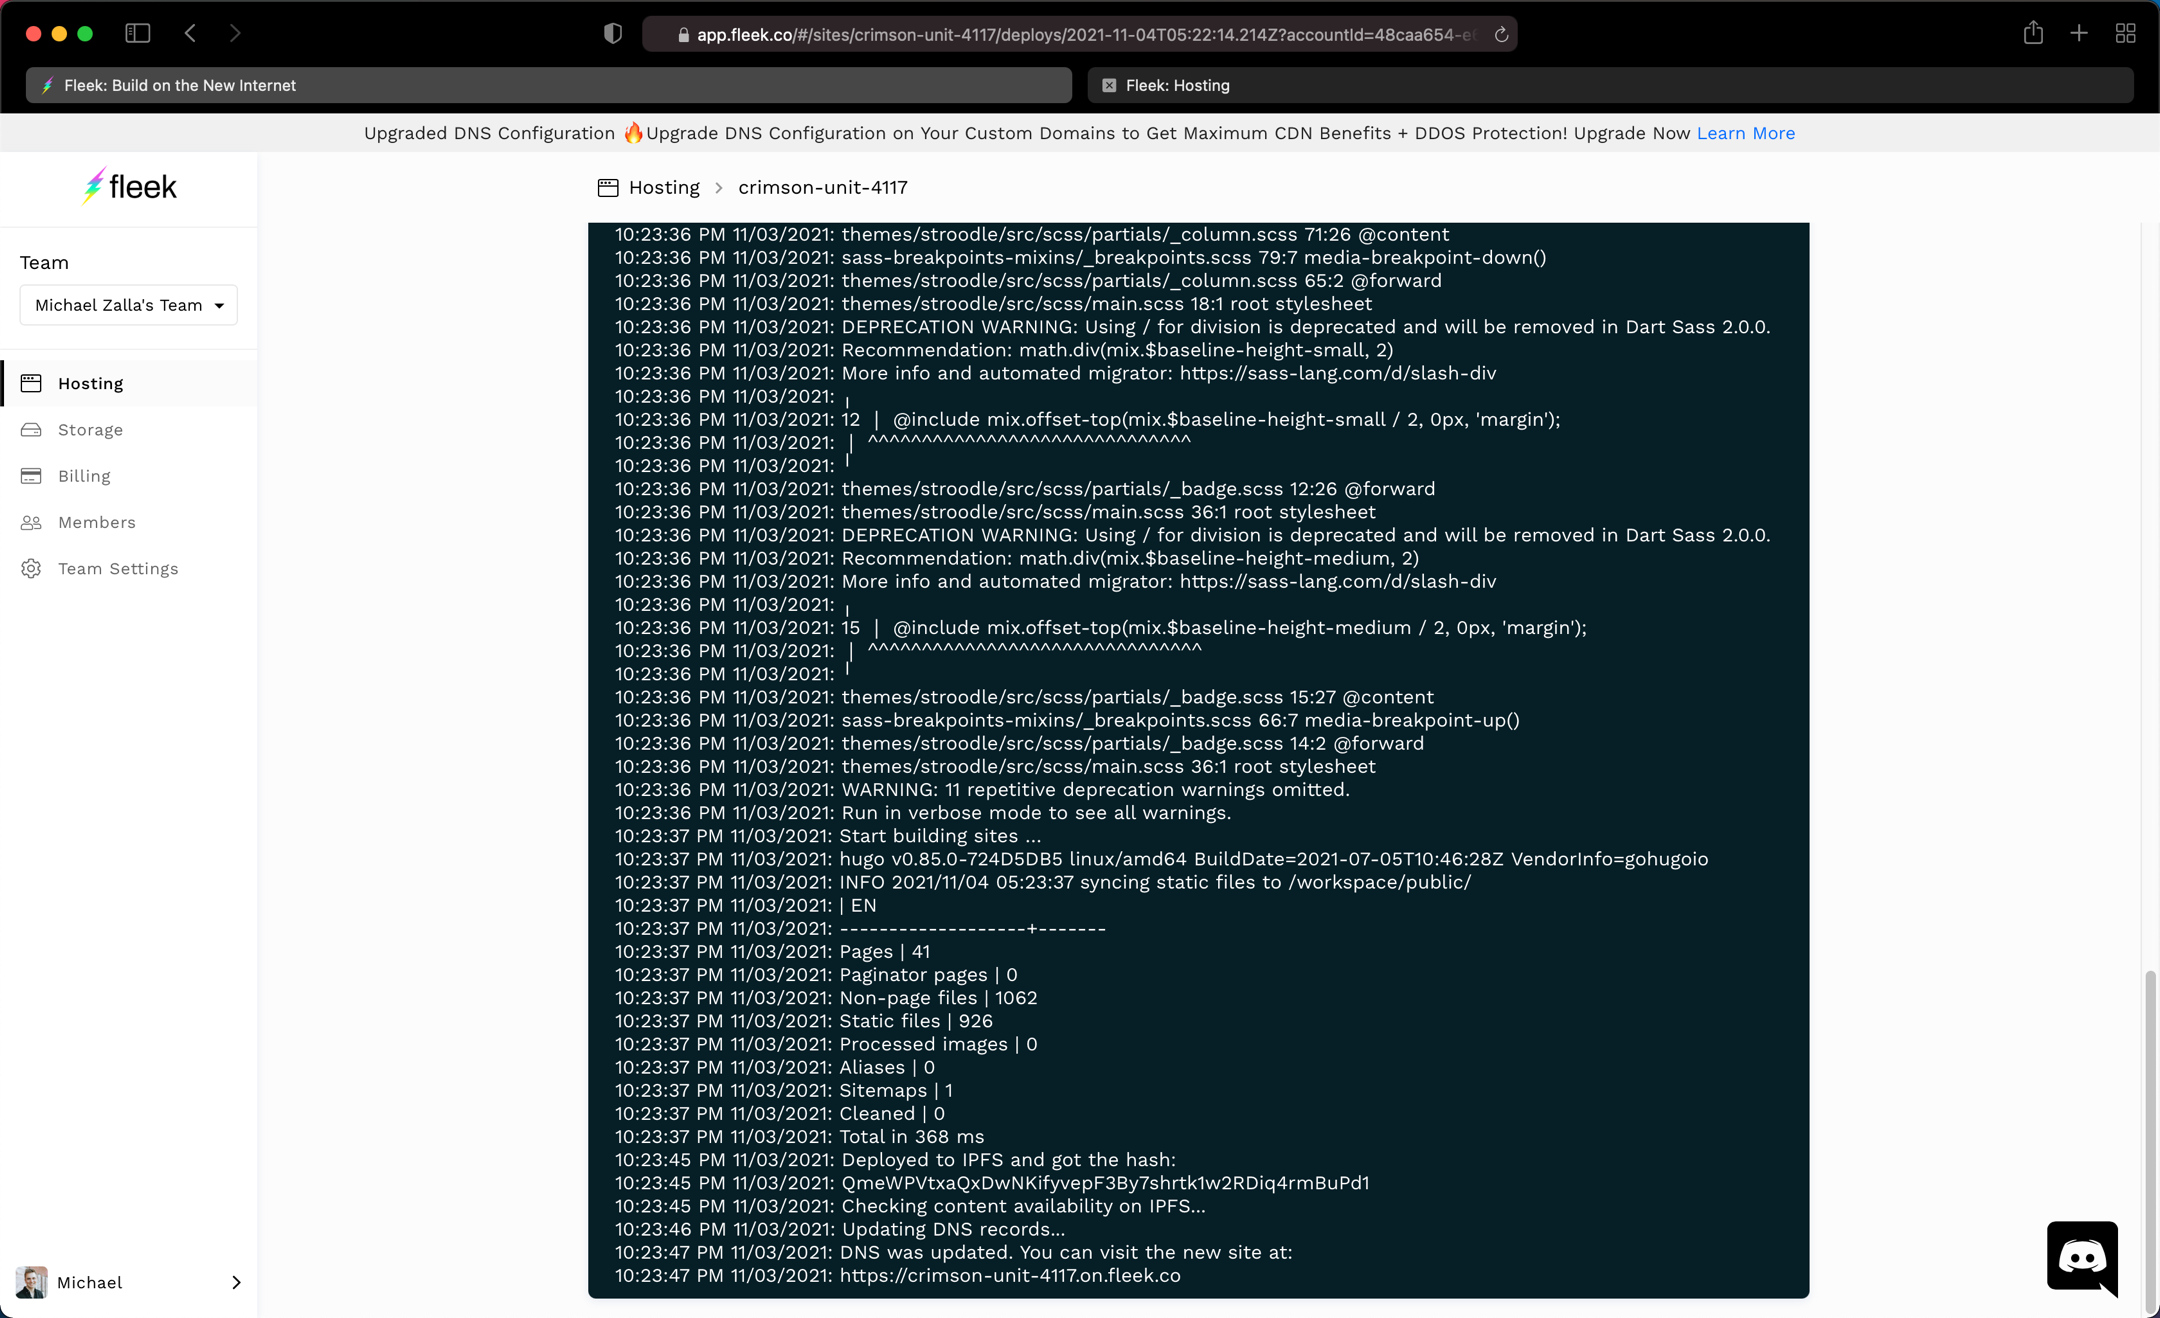 app.fleek.co/#/sites/crimson-unit-4117/deploys/2021-11-04T05:22:14.214Z?accountId=48caa654-e
Fleek: Build on the New Internet
Fleek: Hosting
Upgraded DNS Configuration 🔥Upgrade DNS Configuration on Your Custom Domains to Get Maximum CDN Benefits + DDOS Protection! Upgrade Now Learn More
fleek
Hosting > crimson-unit-4117
Team
Michael Zalla's Team
Hosting
Storage
Billing
Members
Team Settings
10:23:36 PM 11/03/2021: themes/stroodle/src/scss/partials/_column.scss 71:26 @content
10:23:36 PM 11/03/2021: sass-breakpoints-mixins/_breakpoints.scss 79:7 media-breakpoint-down()
10:23:36 PM 11/03/2021: themes/stroodle/src/scss/partials/_column.scss 65:2 @forward
10:23:36 PM 11/03/2021: themes/stroodle/src/scss/main.scss 18:1 root stylesheet
10:23:36 PM 11/03/2021: DEPRECATION WARNING: Using / for division is deprecated and will be removed in Dart Sass 2.0.0.
10:23:36 PM 11/03/2021: Recommendation: math.div(mix.$baseline-height-small, 2)
10:23:36 PM 11/03/2021: More info and automated migrator: https://sass-lang.com/d/slash-div
10:23:36 PM 11/03/2021: ╷
10:23:36 PM 11/03/2021: 12 │ @include mix.offset-top(mix.$baseline-height-small / 2, 0px, 'margin');
10:23:36 PM 11/03/2021: │ ^^^^^^^^^^^^^^^^^^^^^^^^^^^^^^
10:23:36 PM 11/03/2021: ╵
10:23:36 PM 11/03/2021: themes/stroodle/src/scss/partials/_badge.scss 12:26 @forward
10:23:36 PM 11/03/2021: themes/stroodle/src/scss/main.scss 36:1 root stylesheet
10:23:36 PM 11/03/2021: DEPRECATION WARNING: Using / for division is deprecated and will be removed in Dart Sass 2.0.0.
10:23:36 PM 11/03/2021: Recommendation: math.div(mix.$baseline-height-medium, 2)
10:23:36 PM 11/03/2021: More info and automated migrator: https://sass-lang.com/d/slash-div
10:23:36 PM 11/03/2021: ╷
10:23:36 PM 11/03/2021: 15 │ @include mix.offset-top(mix.$baseline-height-medium / 2, 0px, 'margin');
10:23:36 PM 11/03/2021: │ ^^^^^^^^^^^^^^^^^^^^^^^^^^^^^^^
10:23:36 PM 11/03/2021: ╵
10:23:36 PM 11/03/2021: themes/stroodle/src/scss/partials/_badge.scss 15:27 @content
10:23:36 PM 11/03/2021: sass-breakpoints-mixins/_breakpoints.scss 66:7 media-breakpoint-up()
10:23:36 PM 11/03/2021: themes/stroodle/src/scss/partials/_badge.scss 14:2 @forward
10:23:36 PM 11/03/2021: themes/stroodle/src/scss/main.scss 36:1 root stylesheet
10:23:36 PM 11/03/2021: WARNING: 11 repetitive deprecation warnings omitted.
10:23:36 PM 11/03/2021: Run in verbose mode to see all warnings.
10:23:37 PM 11/03/2021: Start building sites …
10:23:37 PM 11/03/2021: hugo v0.85.0-724D5DB5 linux/amd64 BuildDate=2021-07-05T10:46:28Z VendorInfo=gohugoio
10:23:37 PM 11/03/2021: INFO 2021/11/04 05:23:37 syncing static files to /workspace/public/
10:23:37 PM 11/03/2021: | EN
10:23:37 PM 11/03/2021: -------------------+-------
10:23:37 PM 11/03/2021: Pages | 41
10:23:37 PM 11/03/2021: Paginator pages | 0
10:23:37 PM 11/03/2021: Non-page files | 1062
10:23:37 PM 11/03/2021: Static files | 926
10:23:37 PM 11/03/2021: Processed images | 0
10:23:37 PM 11/03/2021: Aliases | 0
10:23:37 PM 11/03/2021: Sitemaps | 1
10:23:37 PM 11/03/2021: Cleaned | 0
10:23:37 PM 11/03/2021: Total in 368 ms
10:23:45 PM 11/03/2021: Deployed to IPFS and got the hash:
10:23:45 PM 11/03/2021: QmeWPVtxaQxDwNKifyvepF3By7shrtk1w2RDiq4rmBuPd1
10:23:45 PM 11/03/2021: Checking content availability on IPFS...
10:23:46 PM 11/03/2021: Updating DNS records...
10:23:47 PM 11/03/2021: DNS was updated. You can visit the new site at:
10:23:47 PM 11/03/2021: https://crimson-unit-4117.on.fleek.co
Michael